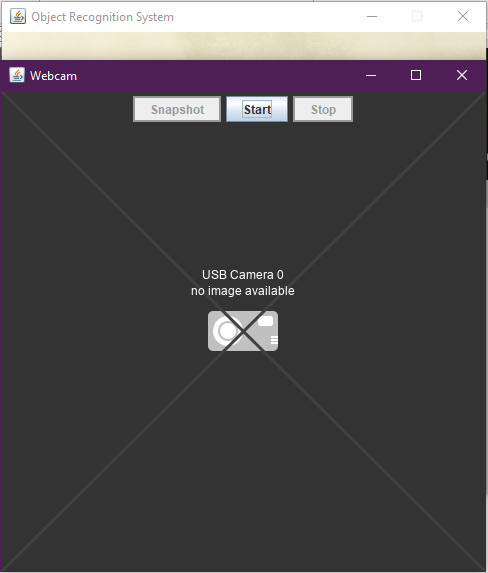 Object Recognition System
Webcam
Snapshot Start Stop
USB Camera 0
no image available